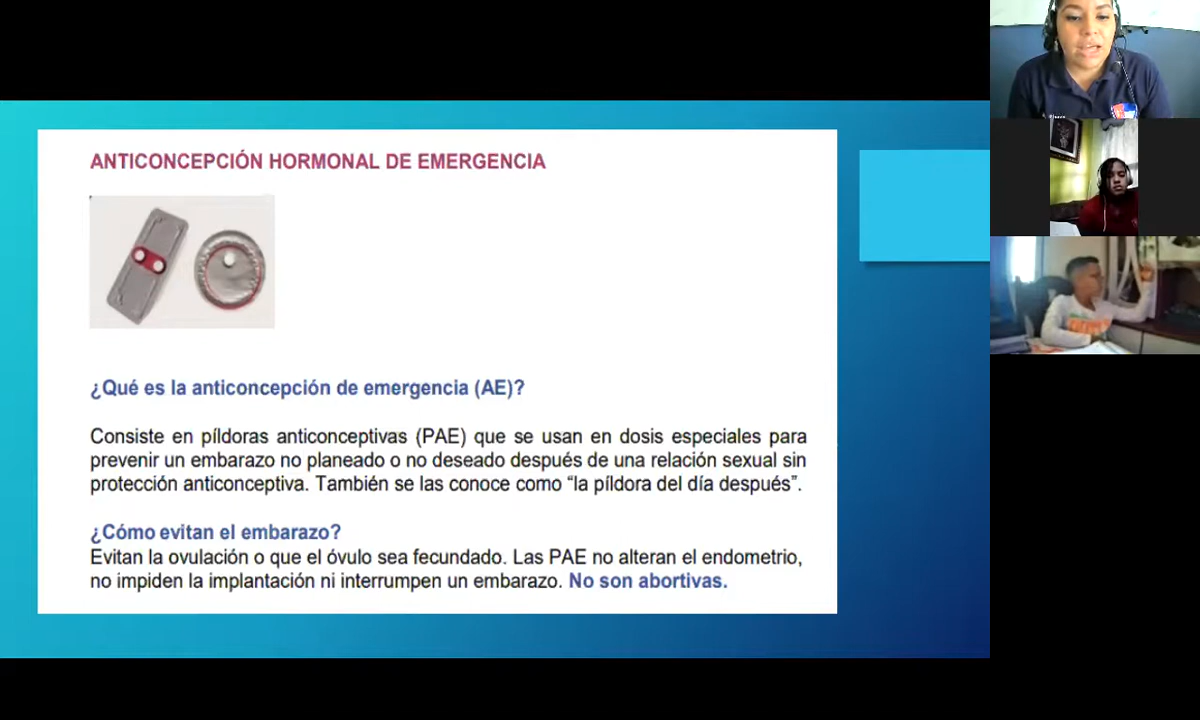 ANTICONCEPCIÓN HORMONAL DE EMERGENCIA
¿Qué es la anticoncepción de emergencia (AE)?
Consiste en píldoras anticonceptivas (PAE) que se usan en dosis especiales para
prevenir un embarazo no planeado o no deseado después de una relación sexual sin
protección anticonceptiva. También se las conoce como “la píldora del día después”.
¿Cómo evitan el embarazo?
Evitan la ovulación o que el óvulo sea fecundado. Las PAE no alteran el endometrio,
no impiden la implantación ni interrumpen un embarazo. No son abortivas.